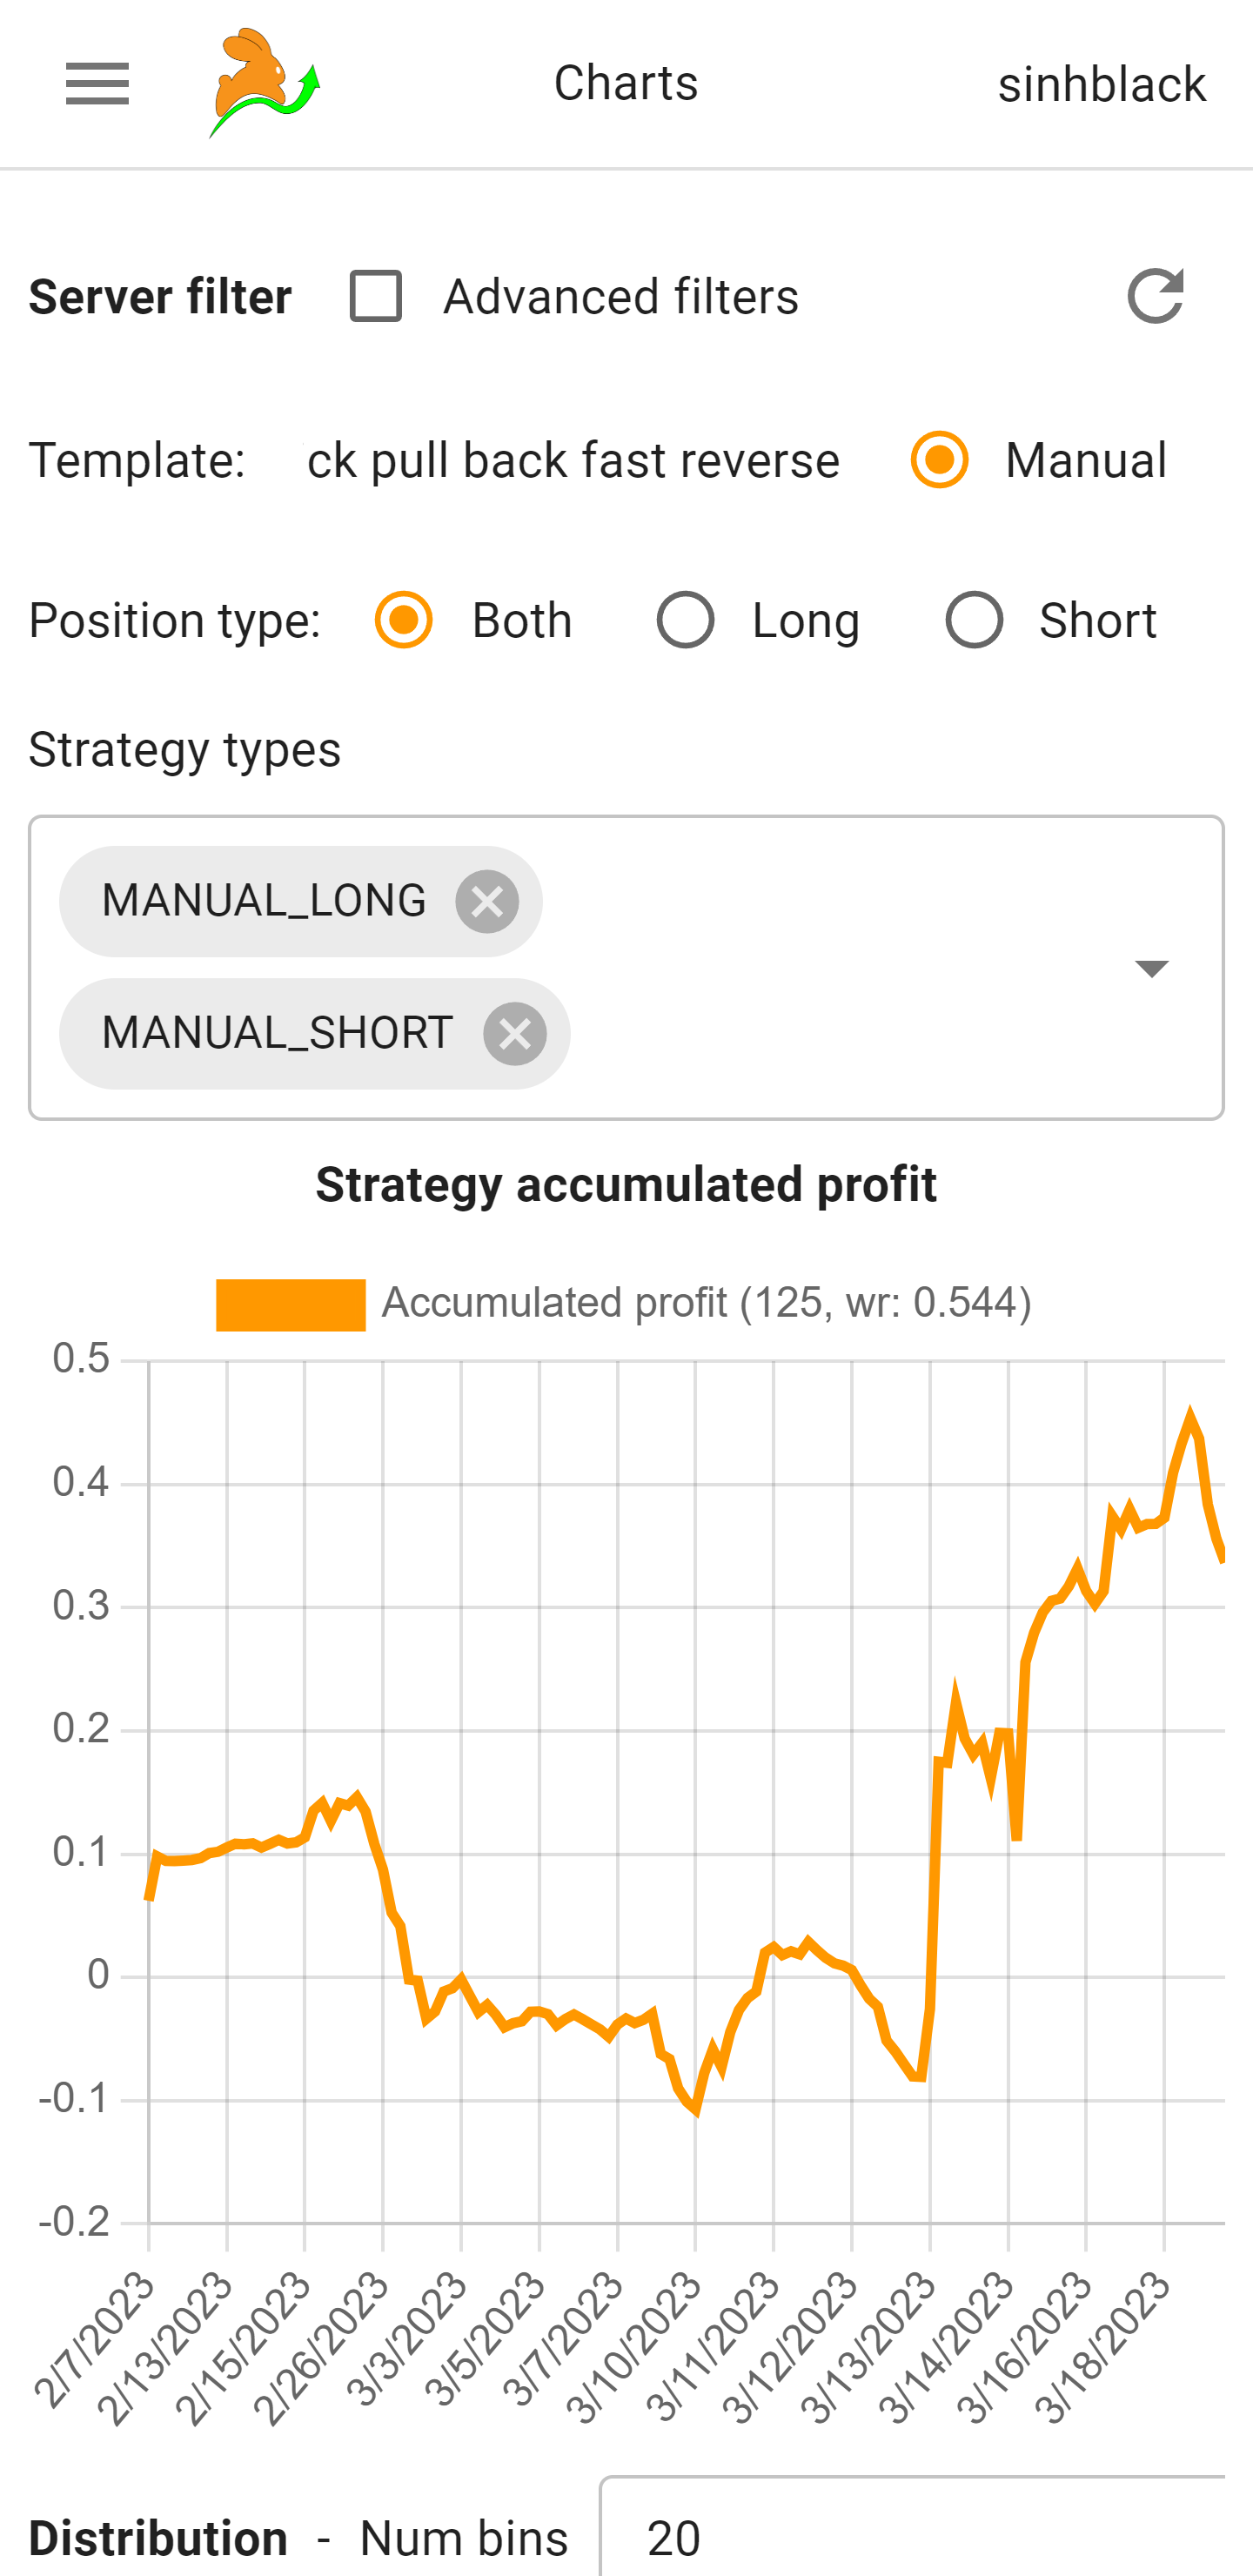 Charts
sinhblack
Server filter Advanced filters
Template: ck pull back fast reverse Manual
Position type: Both Long Short
Strategy types
MANUAL_LONG
MANUAL_SHORT
Strategy accumulated profit
Accumulated profit (125, wr: 0.544)
0.5
0.4
0.3
0.2
0.1
0
-0.1
-0.2
2/7/2023
2/13/2023
2/15/2023
2/26/2023
3/3/2023
3/5/2023
3/7/2023
3/10/2023
3/11/2023
3/12/2023
3/13/2023
3/14/2023
3/16/2023
3/18/2023
Distribution - Num bins 20